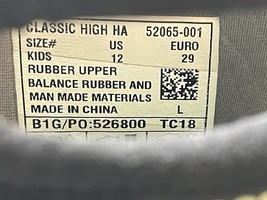 CLASSIC HIGH HA 52065-001
SIZE# US EURO
KIDS 12 29
RUBBER UPPER
BALANCE RUBBER AND
MAN MADE MATERIALS
MADE IN CHINA L
B1G/PO:526800 TC18